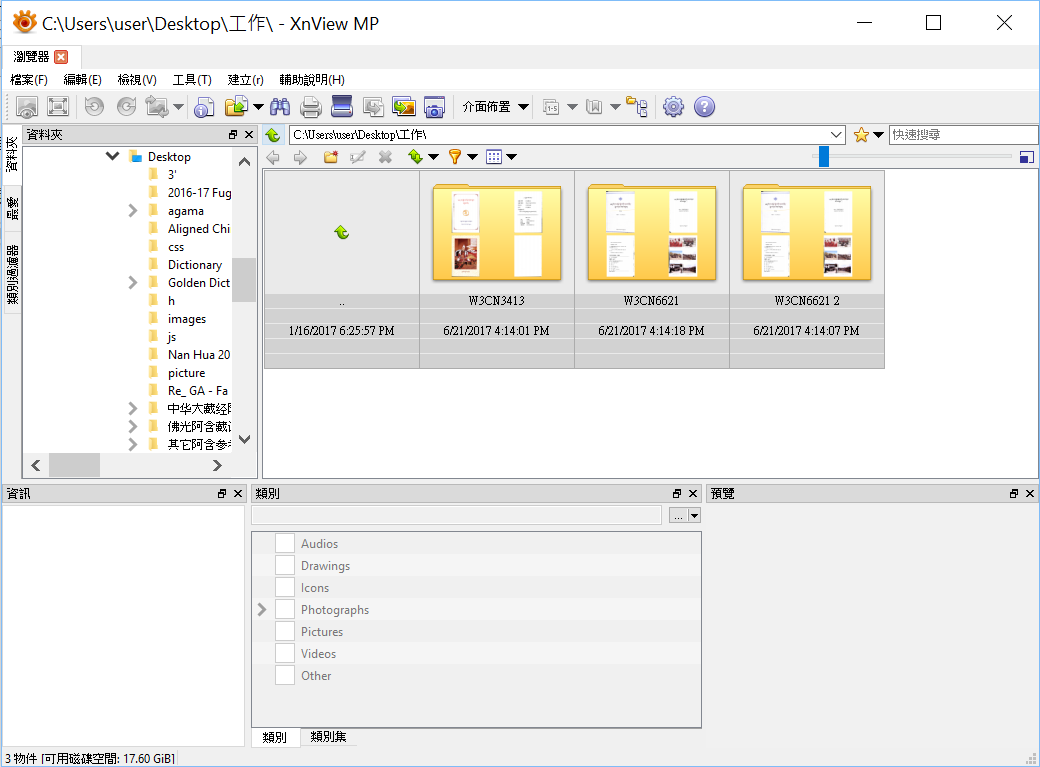 C:\Users\user\Desktop\工作\ - XnView MP
瀏覽器
檔案(F) 編輯(E) 檢視(V) 工具(T) 建立(r) 輔助說明(H)
介面佈置
資料夾
C:\Users\user\Desktop\工作\
快速搜尋
資料夾
最愛
類別過濾器
Desktop
3'
2016-17 Fug
agama
Aligned Chi
css
Dictionary
Golden Dict
h
images
js
Nan Hua 20
picture
Re_ GA - Fa
中华大藏经
佛光阿含藏
其它阿含参
..
1/16/2017 6:25:57 PM
W3CN3413
6/21/2017 4:14:01 PM
W3CN6621
6/21/2017 4:14:18 PM
W3CN6621 2
6/21/2017 4:14:07 PM
資訊
類別
...
Audios
Drawings
Icons
Photographs
Pictures
Videos
Other
類別 類別集
預覽
3 物件 [可用磁碟空間: 17.60 GiB]